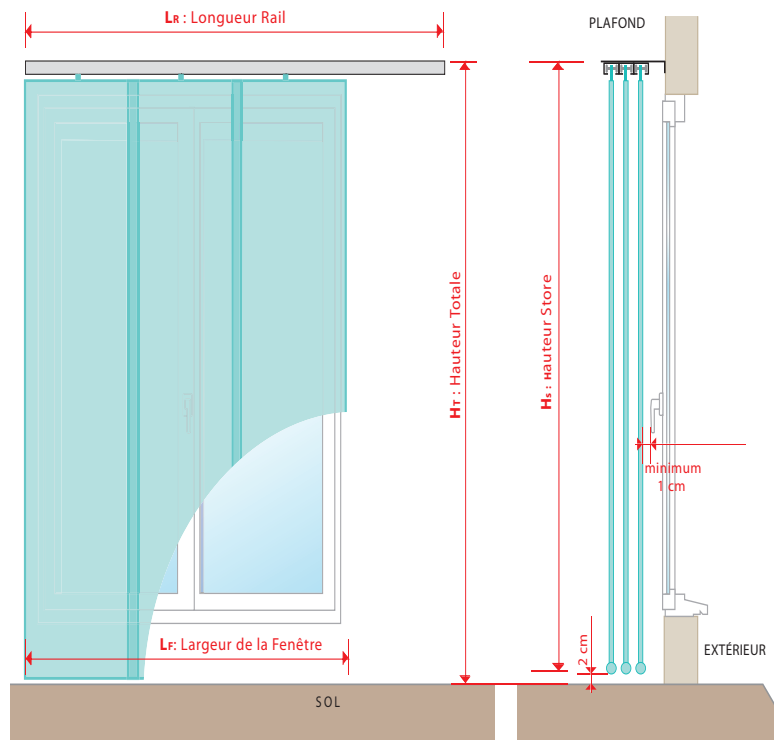 LR : Longueur Rail
PLAFOND
HT : Hauteur Totale
Hs : Hauteur Store
minimum
1 cm
LF: Largeur de la Fenêtre
2 cm
EXTÉRIEUR
SOL